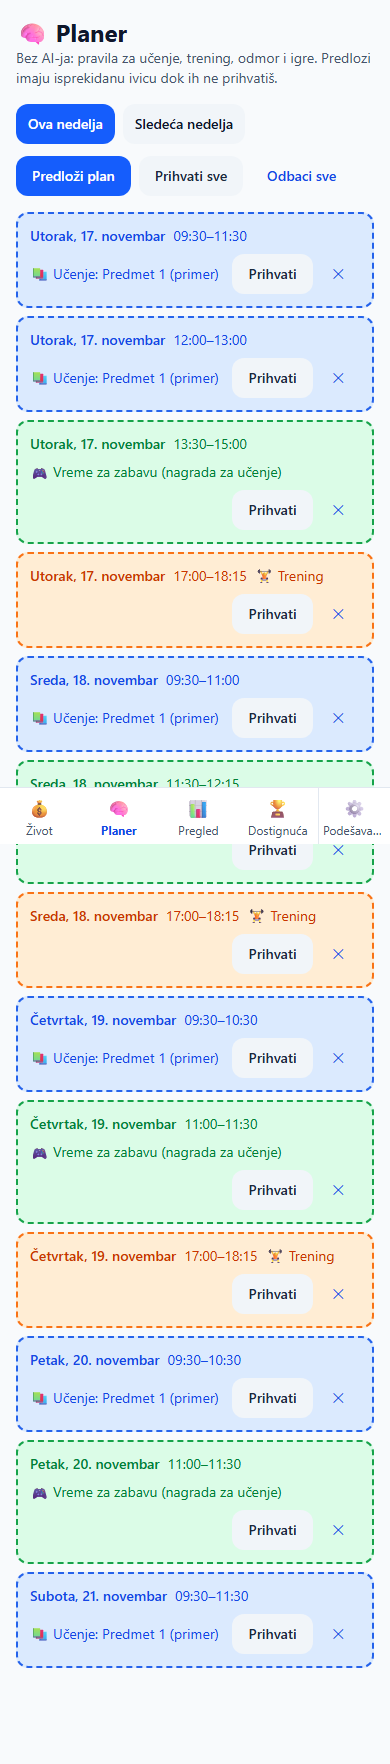 Planer
Bez AI-ja: pravila za učenje, trening, odmor i igre. Predlozi
imaju isprekidanu ivicu dok ih ne prihvatiš.
Ova nedelja Sledeća nedelja
Predloži plan Prihvati sve Odbaci sve
Utorak, 17. novembar 09:30–11:30
Učenje: Predmet 1 (primer) Prihvati
Utorak, 17. novembar 12:00–13:00
Učenje: Predmet 1 (primer) Prihvati
Utorak, 17. novembar 13:30–15:00
Vreme za zabavu (nagrada za učenje)
Prihvati
Utorak, 17. novembar 17:00–18:15 Trening
Prihvati
Sreda, 18. novembar 09:30–11:00
Učenje: Predmet 1 (primer) Prihvati
Sreda, 18. novembar 11:30–12:15
Život Planer Pregled Dostignuća Podešava...
Prihvati
Sreda, 18. novembar 17:00–18:15 Trening
Prihvati
Četvrtak, 19. novembar 09:30–10:30
Učenje: Predmet 1 (primer) Prihvati
Četvrtak, 19. novembar 11:00–11:30
Vreme za zabavu (nagrada za učenje)
Prihvati
Četvrtak, 19. novembar 17:00–18:15 Trening
Prihvati
Petak, 20. novembar 09:30–10:30
Učenje: Predmet 1 (primer) Prihvati
Petak, 20. novembar 11:00–11:30
Vreme za zabavu (nagrada za učenje)
Prihvati
Subota, 21. novembar 09:30–11:30
Učenje: Predmet 1 (primer) Prihvati